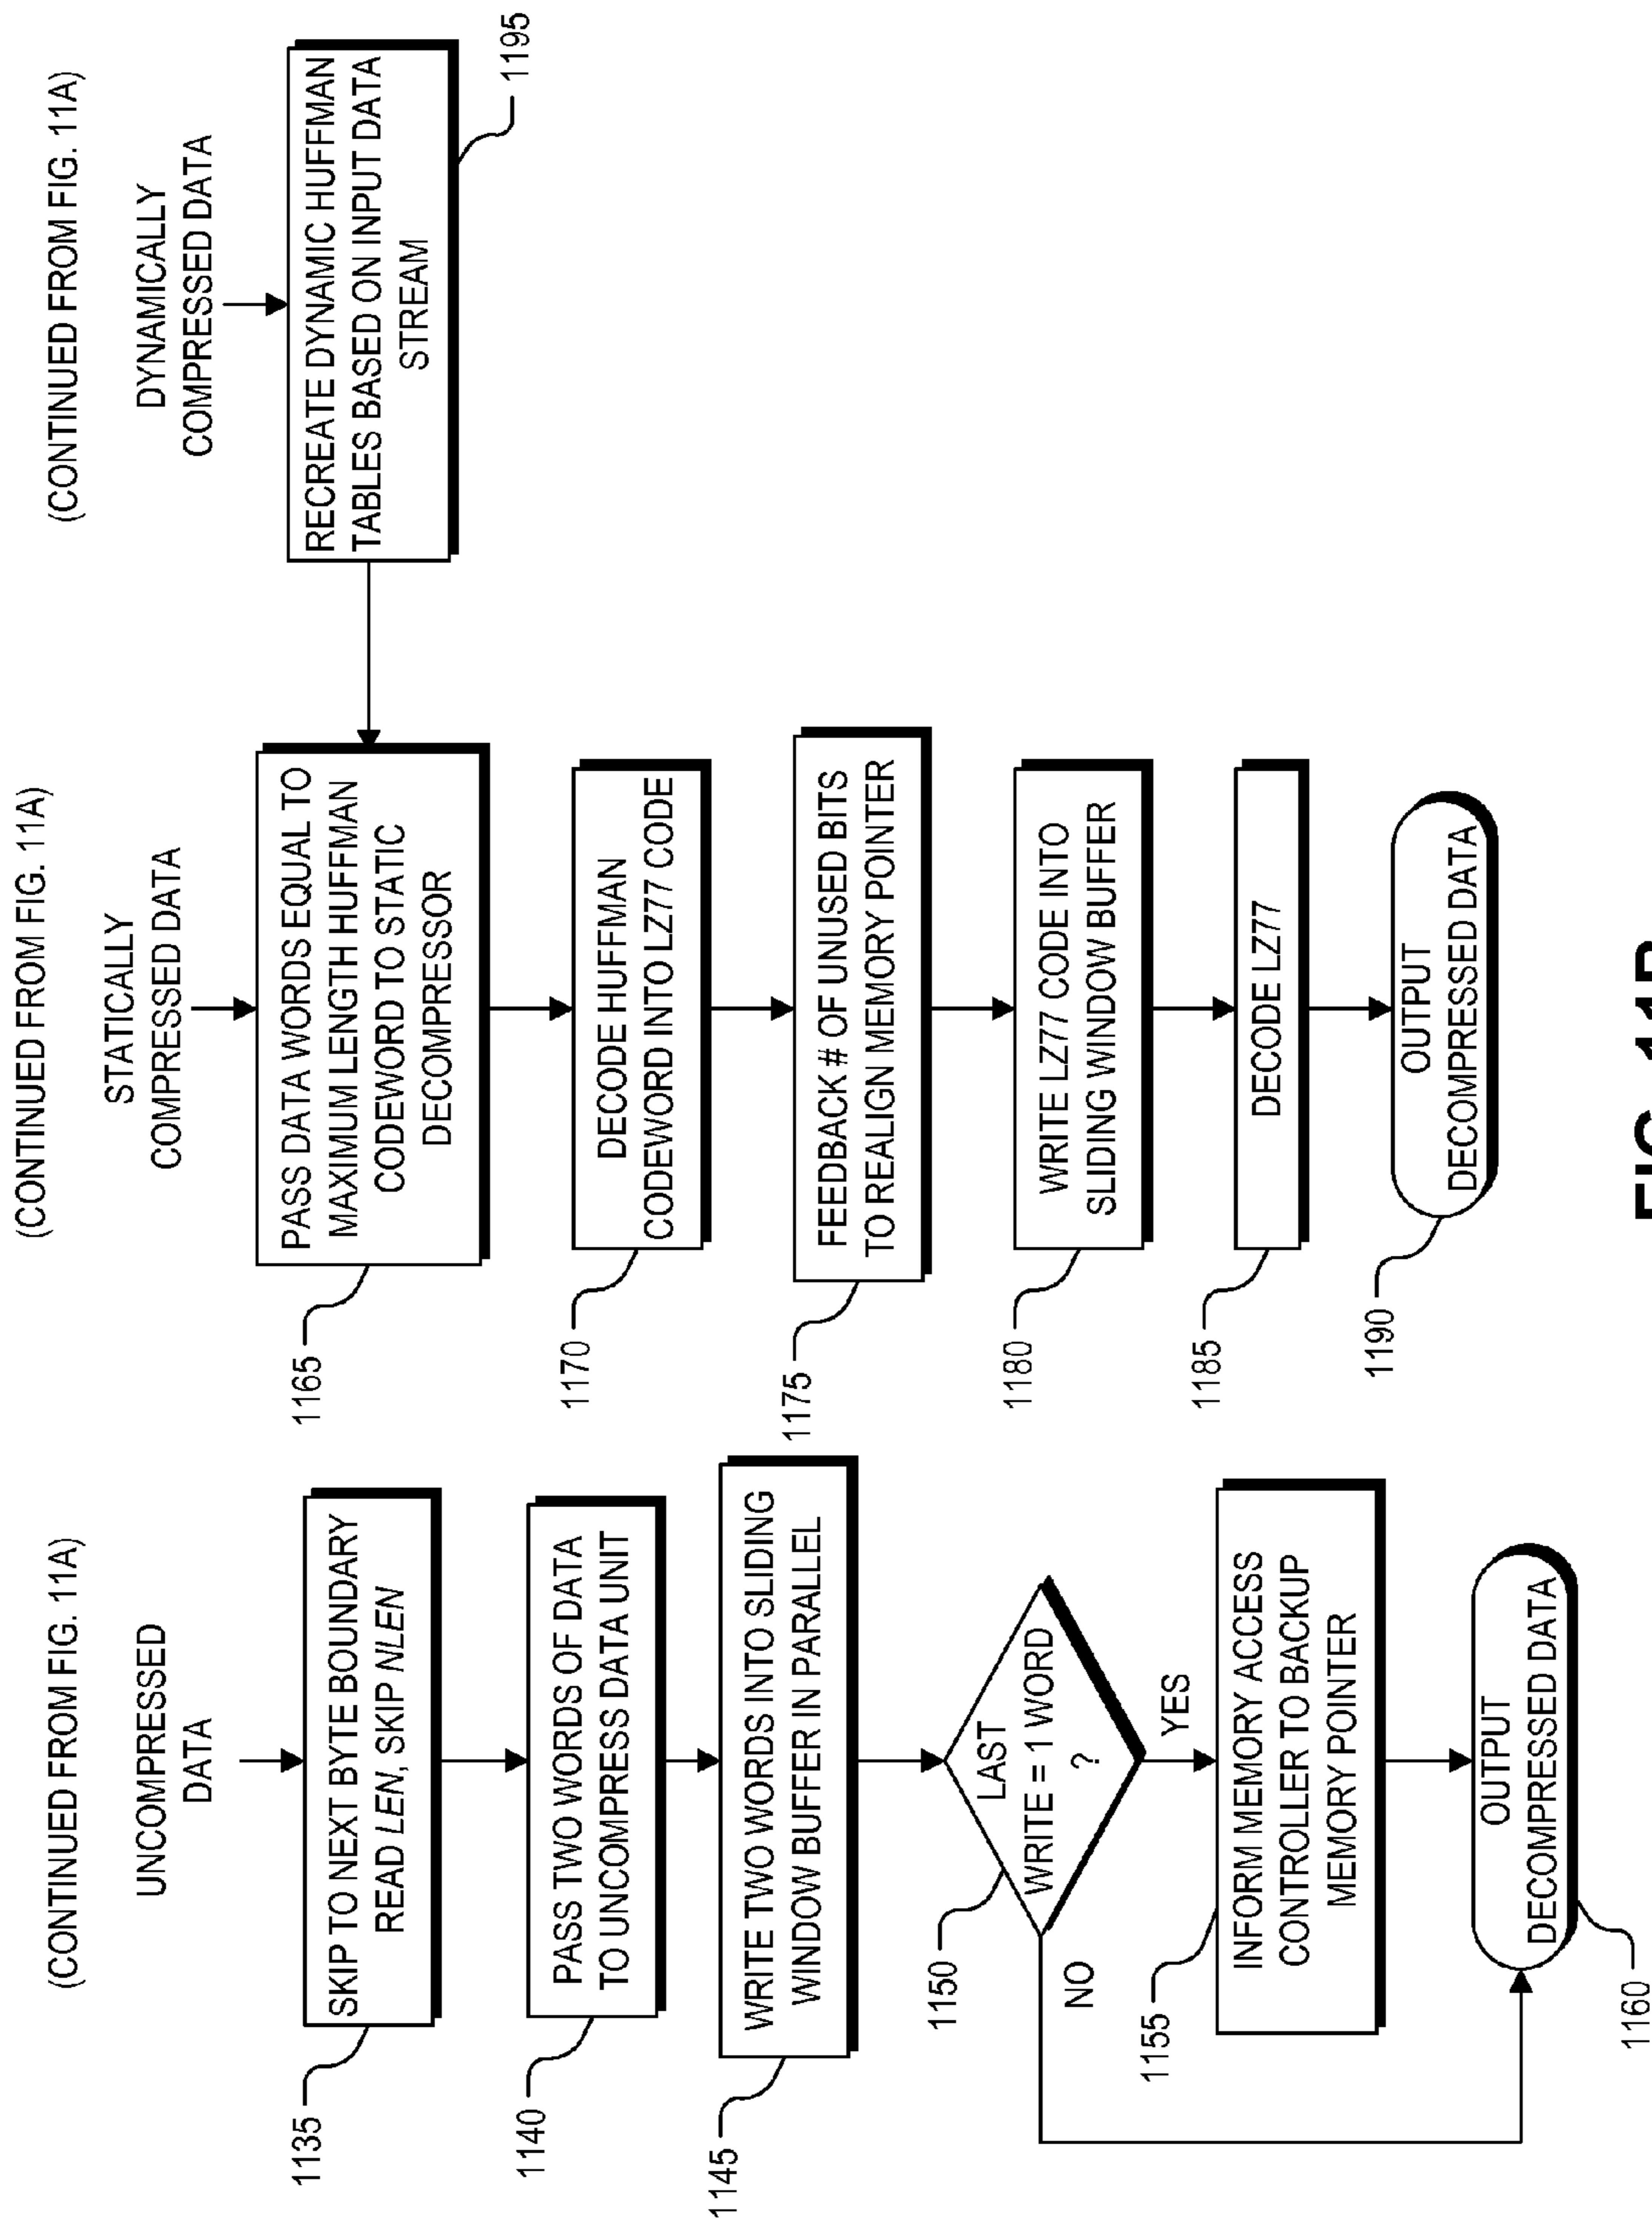 (CONTINUED FROM FIG. 11A)
UNCOMPRESSED
DATA
1135
SKIP TO NEXT BYTE BOUNDARY
READ LEN, SKIP NLEN
1140
PASS TWO WORDS OF DATA
TO UNCOMPRESS DATA UNIT
1145
WRITE TWO WORDS INTO SLIDING
WINDOW BUFFER IN PARALLEL
1150
LAST
WRITE = 1 WORD
?
NO
YES
1155
INFORM MEMORY ACCESS
CONTROLLER TO BACKUP
MEMORY POINTER
OUTPUT
DECOMPRESSED DATA
1160
(CONTINUED FROM FIG. 11A)
STATICALLY
COMPRESSED DATA
1165
PASS DATA WORDS EQUAL TO
MAXIMUM LENGTH HUFFMAN
CODEWORD TO STATIC
DECOMPRESSOR
1170
DECODE HUFFMAN
CODEWORD INTO LZ77 CODE
1175
FEEDBACK # OF UNUSED BITS
TO REALIGN MEMORY POINTER
1180
WRITE LZ77 CODE INTO
SLIDING WINDOW BUFFER
1185
DECODE LZ77
1190
OUTPUT
DECOMPRESSED DATA
(CONTINUED FROM FIG. 11A)
DYNAMICALLY
COMPRESSED DATA
RECREATE DYNAMIC HUFFMAN
TABLES BASED ON INPUT DATA
STREAM
1195
FIG. 11B